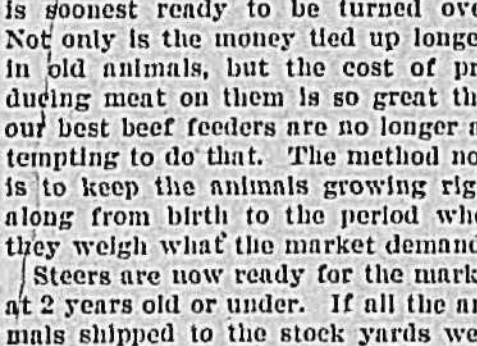 is soonest ready to be turned ove
Not only is the money tied up longe
in old animals, but the cost of pr
ducing meat on them is so great th
our best beef feeders are no longer a
tempting to do that. The method no
is to keep the animals growing rig
along from birth to the period whe
they weigh what the market demand
Steers are now ready for the mark
at 2 years old or under. If all the an
mals shipped to the stock yards we